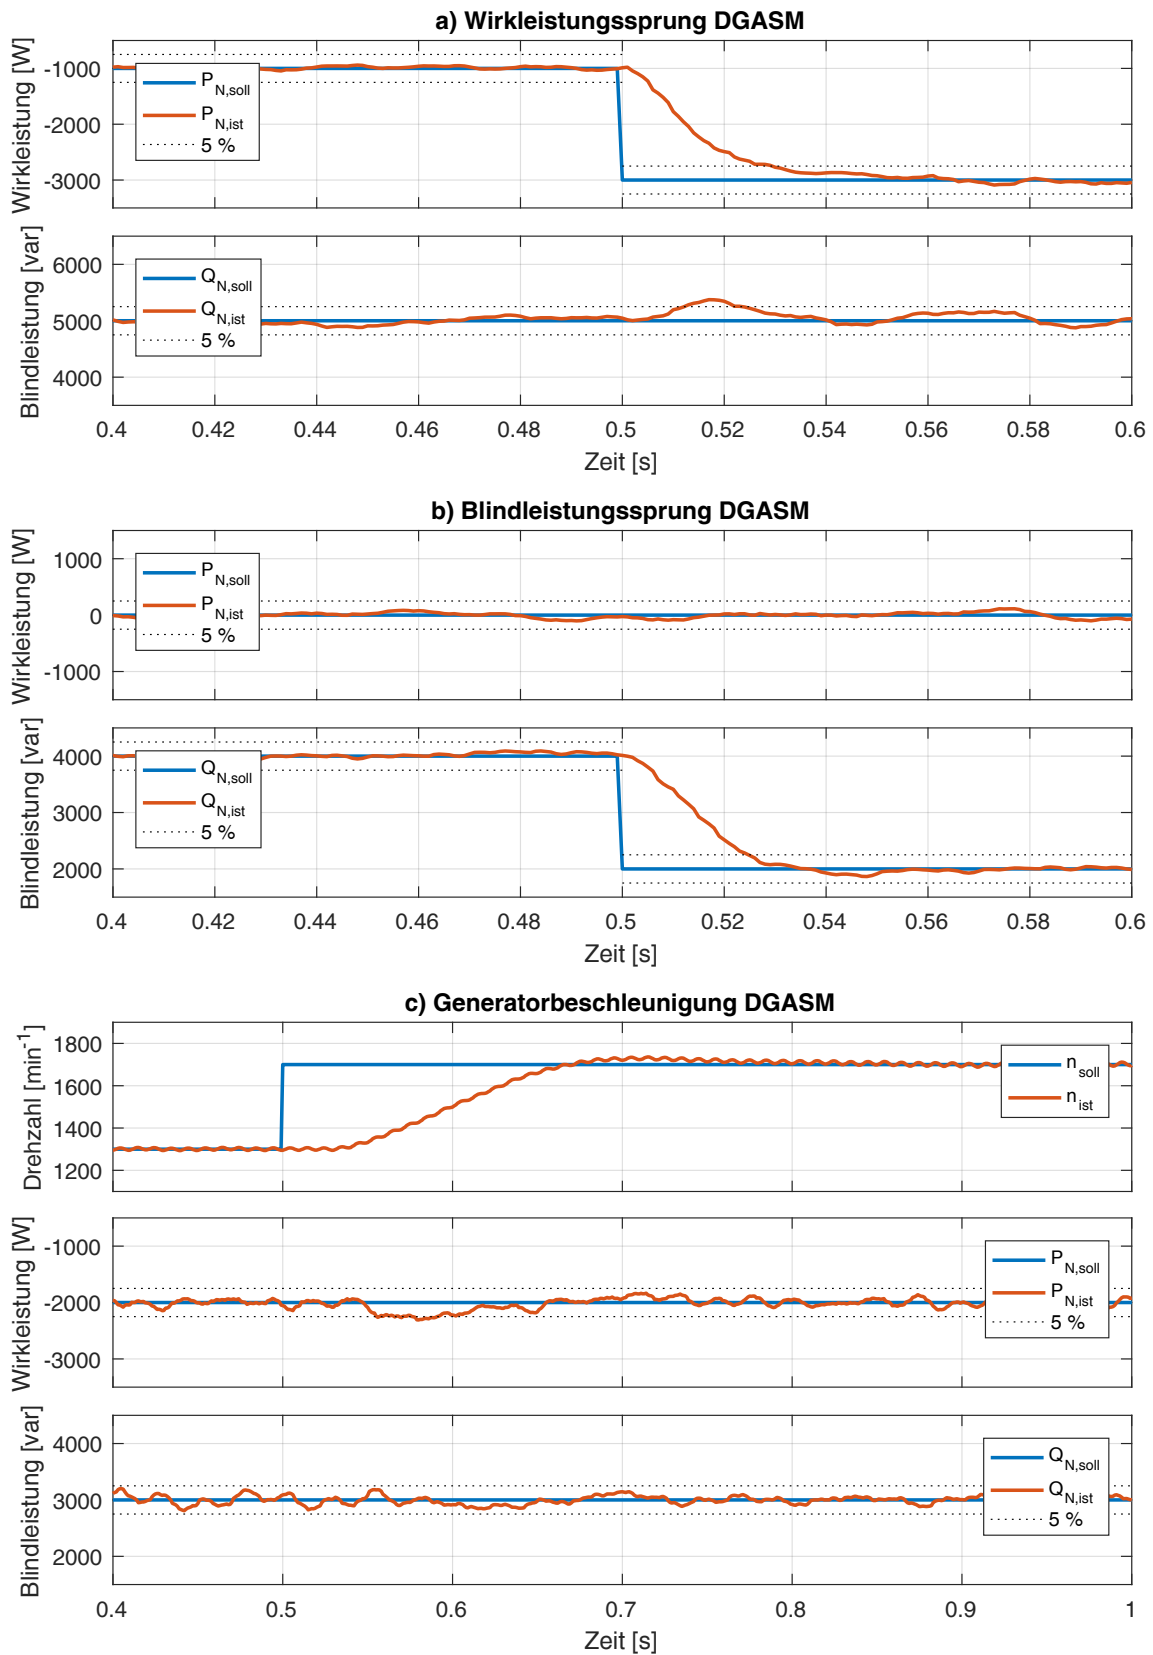 a) Wirkleistungssprung DGASM
Wirkleistung [W]
-1000
-2000
-3000
P_N,soll
P_N,ist
5 %
Blindleistung [var]
6000
5000
4000
Q_N,soll
Q_N,ist
5 %
0.4 0.42 0.44 0.46 0.48 0.5 0.52 0.54 0.56 0.58 0.6
Zeit [s]
b) Blindleistungssprung DGASM
Wirkleistung [W]
1000
0
-1000
P_N,soll
P_N,ist
5 %
Blindleistung [var]
4000
3000
2000
Q_N,soll
Q_N,ist
5 %
0.4 0.42 0.44 0.46 0.48 0.5 0.52 0.54 0.56 0.58 0.6
Zeit [s]
c) Generatorbeschleunigung DGASM
Drehzahl [min^-1]
1800
1600
1400
1200
n_soll
n_ist
Wirkleistung [W]
-1000
-2000
-3000
P_N,soll
P_N,ist
5 %
Blindleistung [var]
4000
3000
2000
Q_N,soll
Q_N,ist
5 %
0.4 0.5 0.6 0.7 0.8 0.9 1
Zeit [s]